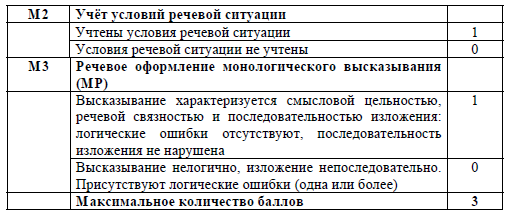 М2 Учёт условий речевой ситуации
Учтены условия речевой ситуации 1
Условия речевой ситуации не учтены 0
М3 Речевое оформление монологического высказывания
(МР)
Высказывание характеризуется смысловой цельностью, 1
речевой связностью и последовательностью изложения:
логические ошибки отсутствуют, последовательность
изложения не нарушена
Высказывание нелогично, изложение непоследовательно. 0
Присутствуют логические ошибки (одна или более)
Максимальное количество баллов 3